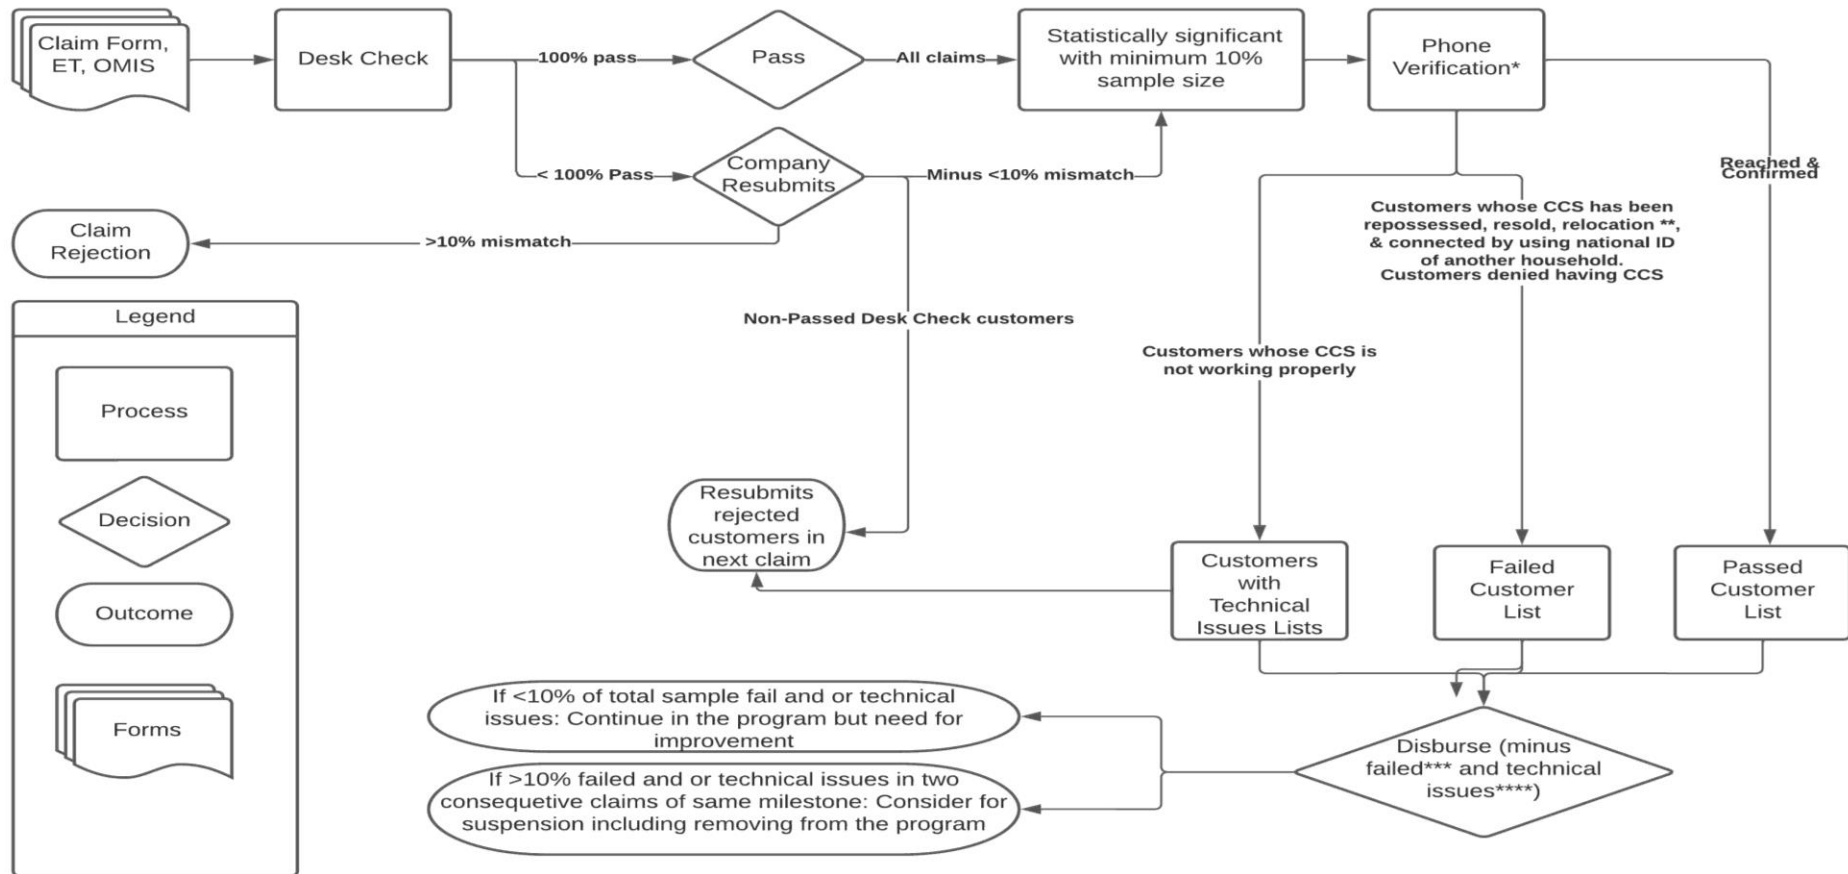 Claim Form,
ET, OMIS
Desk Check
100% pass
Pass
All claims
Statistically significant
with minimum 10%
sample size
Phone
Verification*
< 100% Pass
Company
Resubmits
Minus <10% mismatch
Reached &
Confirmed
Claim
Rejection
>10% mismatch
Customers whose CCS has been
repossessed, resold, relocation **,
& connected by using national ID
of another household.
Customers denied having CCS
Non-Passed Desk Check customers
Customers whose CCS is
not working properly
Legend
Process
Decision
Outcome
Forms
Resubmits
rejected
customers in
next claim
Customers
with
Technical
Issues Lists
Failed
Customer
List
Passed
Customer
List
If <10% of total sample fail and or technical
issues: Continue in the program but need for
improvement
If >10% failed and or technical issues in two
consequetive claims of same milestone: Consider for
suspension including removing from the program
Disburse (minus
failed*** and technical
issues****)